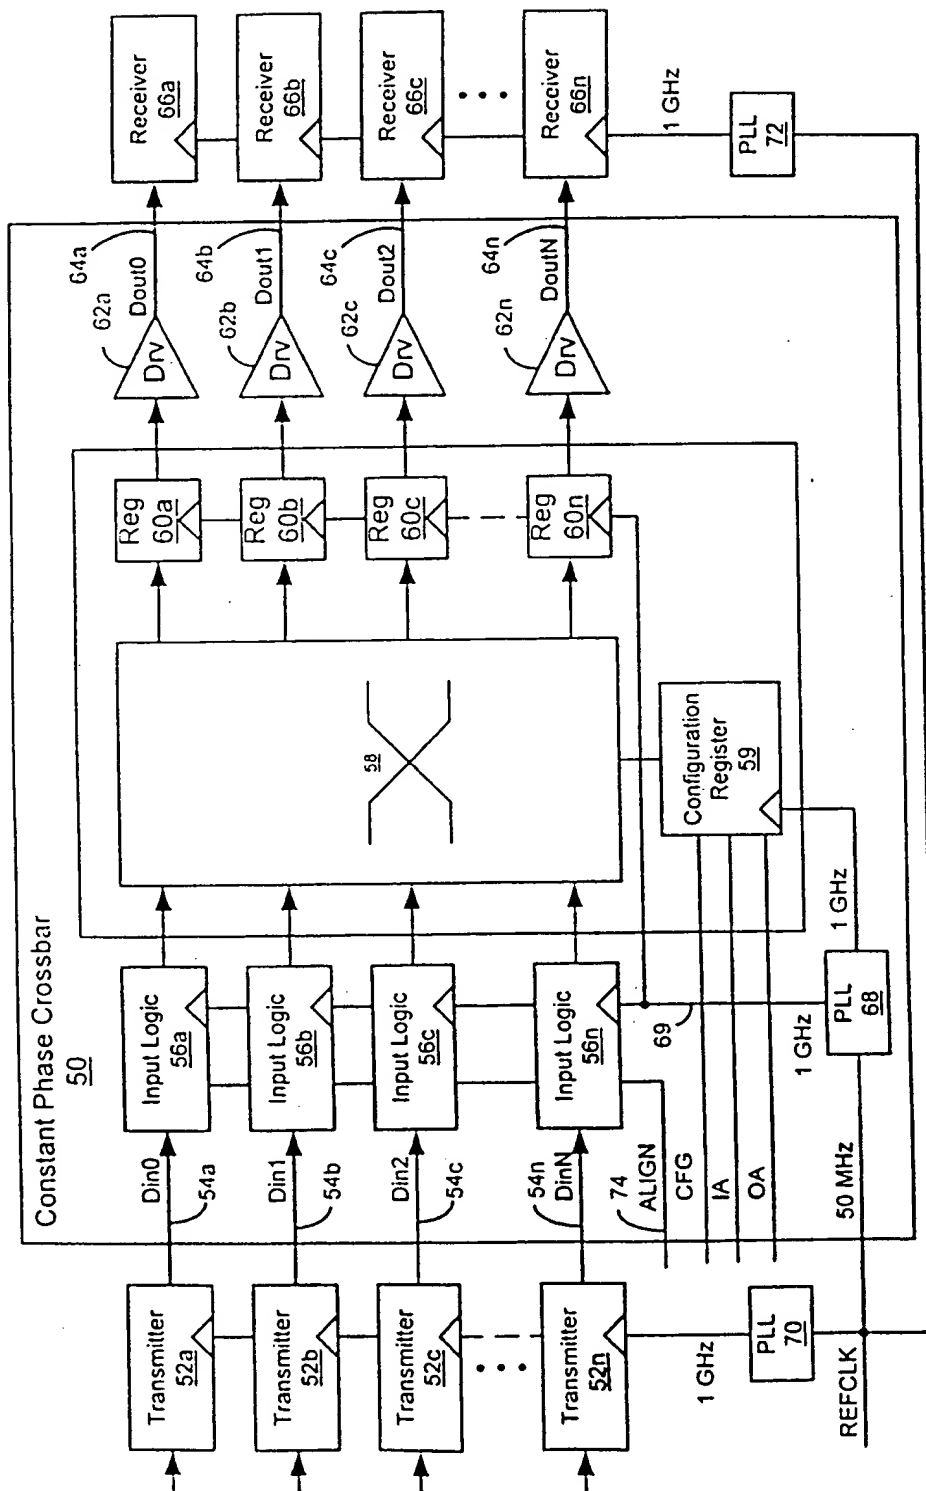 Constant Phase Crossbar
50
Transmitter
52a
Din0
54a
Input Logic
56a
Reg
60a
62a
Drv
Dout0
64a
Receiver
66a
Transmitter
52b
Din1
54b
Input Logic
56b
Reg
60b
62b
Drv
Dout1
64b
Receiver
66b
Transmitter
52c
Din2
54c
Input Logic
56c
58
Reg
60c
62c
Drv
Dout2
64c
Receiver
66c
Transmitter
52n
54n
DinN
Input Logic
56n
Reg
60n
62n
Drv
DoutN
64n
Receiver
66n
74
ALIGN
CFG
IA
OA
69
Configuration
Register
59
1 GHz
PLL
70
REFCLK
50 MHz
1 GHz
PLL
68
1 GHz
1 GHz
PLL
72